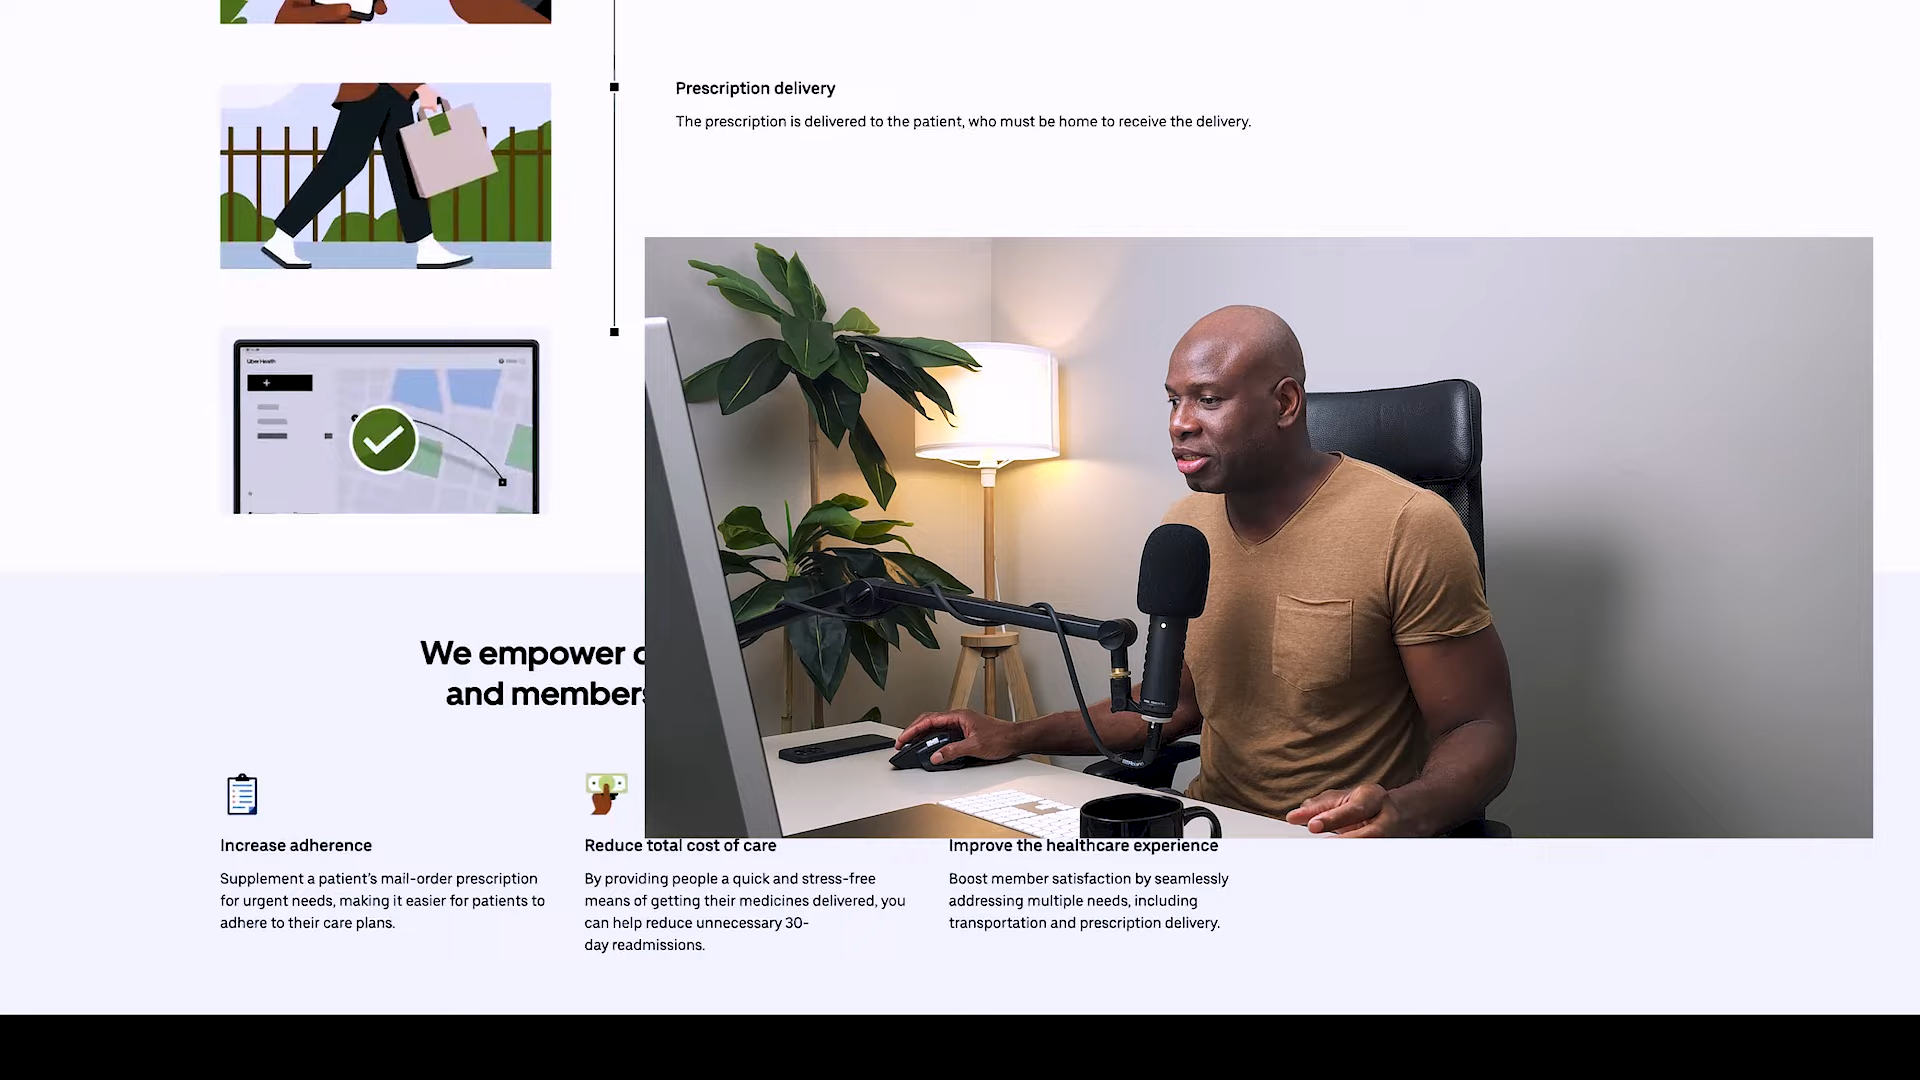 Prescription delivery
The prescription is delivered to the patient, who must be home to receive the delivery.
Uber Health
We empower
and members
Increase adherence
Supplement a patient's mail-order prescription
for urgent needs, making it easier for patients to
adhere to their care plans.
Reduce total cost of care
By providing people a quick and stress-free
means of getting their medicines delivered, you
can help reduce unnecessary 30-
day readmissions.
Improve the healthcare experience
Boost member satisfaction by seamlessly
addressing multiple needs, including
transportation and prescription delivery.